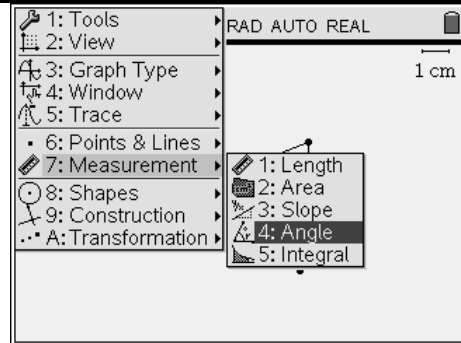 1: Tools
2: View
RAD AUTO REAL
1 cm
3: Graph Type
4: Window
5: Trace
6: Points & Lines
7: Measurement
8: Shapes
9: Construction
A: Transformation
1: Length
2: Area
3: Slope
4: Angle
5: Integral